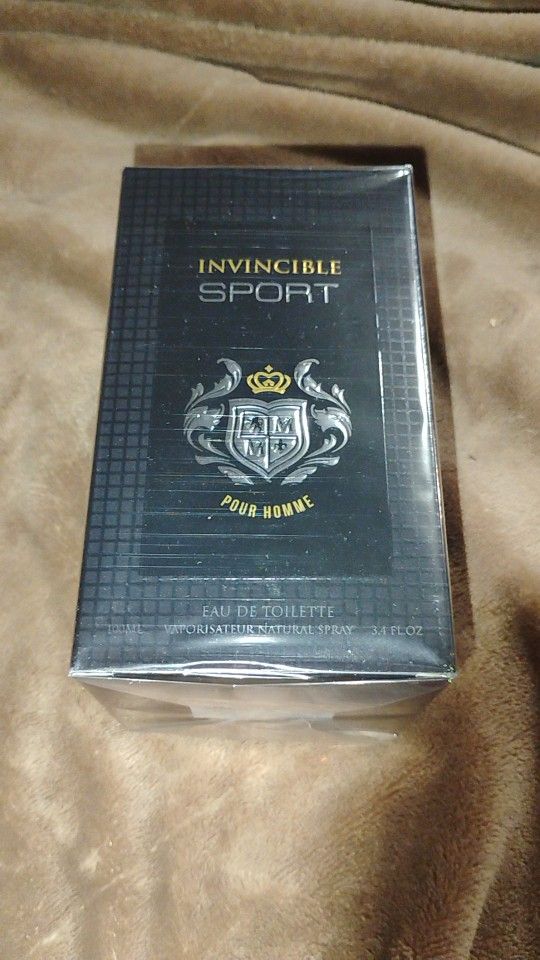 INVINCIBLE
SPORT
M
M
POUR HOMME
EAU DE TOILETTE
100ML VAPORISATEUR NATURAL SPRAY 3.4 FL.OZ